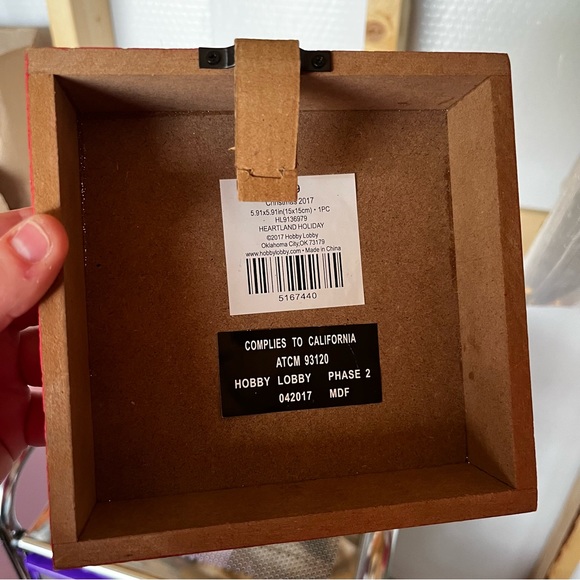 9
Christmas 2017
5.91x5.91in(15x15cm) • 1PC
HL9136979
HEARTLAND HOLIDAY
©2017 Hobby Lobby
Oklahoma City,OK 73179
www.hobbylobby.com • Made in China
5167440
COMPLIES TO CALIFORNIA
ATCM 93120
HOBBY LOBBY PHASE 2
042017 MDF